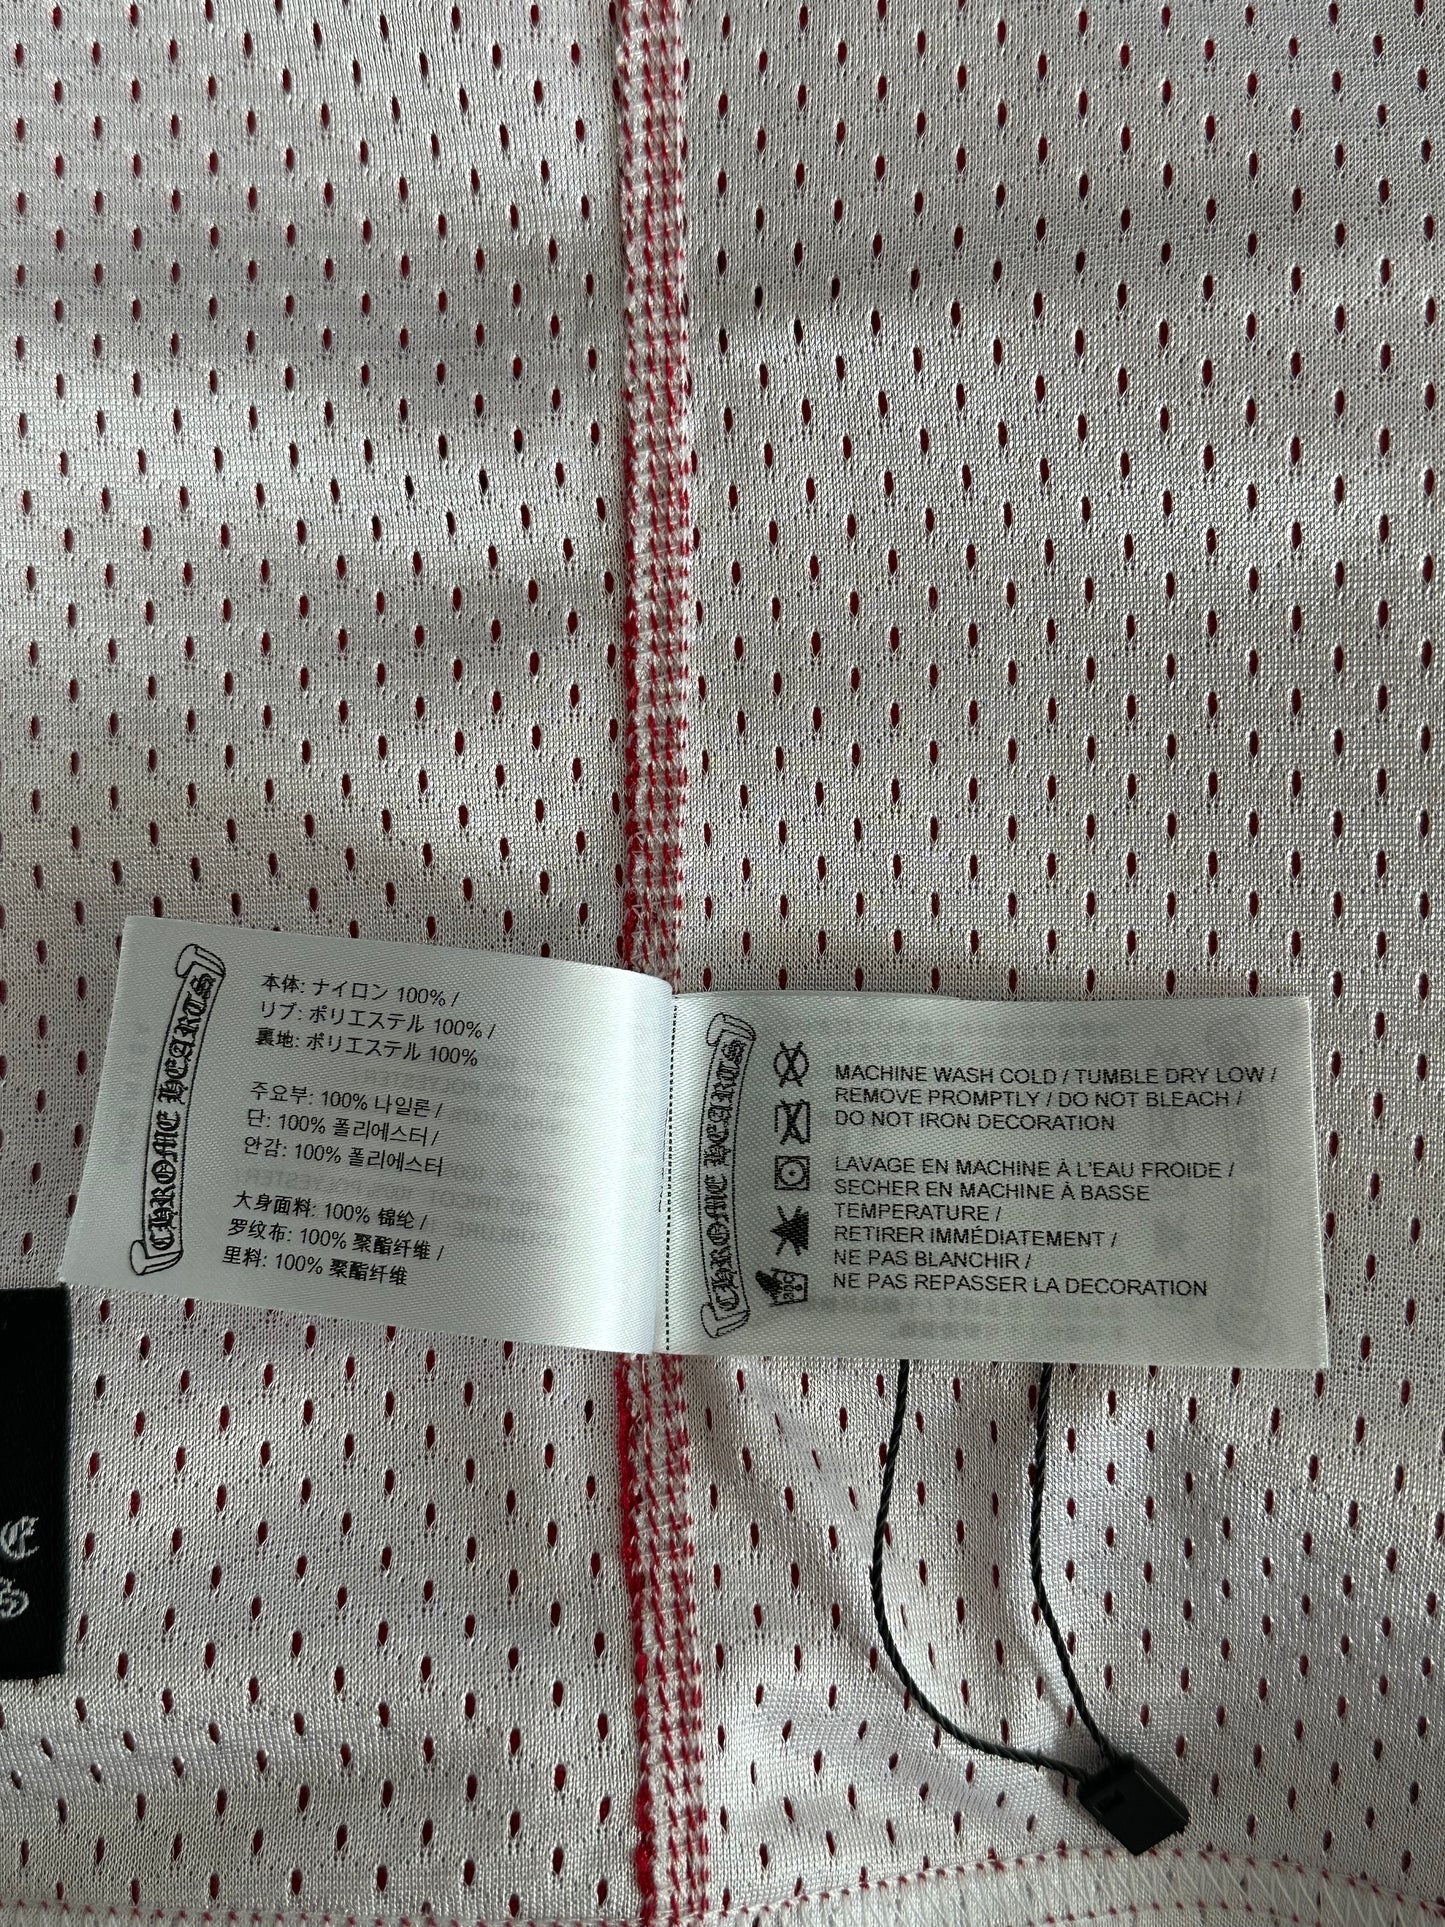 CHROME HEARTS
本体: ナイロン 100% /
リブ: ポリエステル 100% /
裏地: ポリエステル 100%
주요부: 100% 나일론 /
단: 100% 폴리에스터 /
안감: 100% 폴리에스터
大身面料: 100% 锦纶 /
罗纹布: 100% 聚酯纤维 /
里料: 100% 聚酯纤维
CHROME HEARTS
MACHINE WASH COLD / TUMBLE DRY LOW /
REMOVE PROMPTLY / DO NOT BLEACH /
DO NOT IRON DECORATION
LAVAGE EN MACHINE À L'EAU FROIDE /
SECHER EN MACHINE À BASSE
TEMPERATURE /
RETIRER IMMÉDIATEMENT /
NE PAS BLANCHIR /
NE PAS REPASSER LA DECORATION
30C
E
S